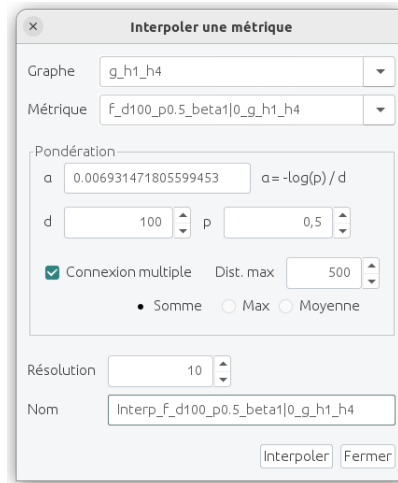 Interpoler une métrique
Graphe g_h1_h4
Métrique f_d100_p0.5_beta1|0_g_h1_h4
Pondération
α 0.006931471805599453 α = -log(p) / d
d 100 p 0,5
Connexion multiple Dist. max 500
Somme Max Moyenne
Résolution 10
Nom Interp_f_d100_p0.5_beta1|0_g_h1_h4
Interpoler Fermer